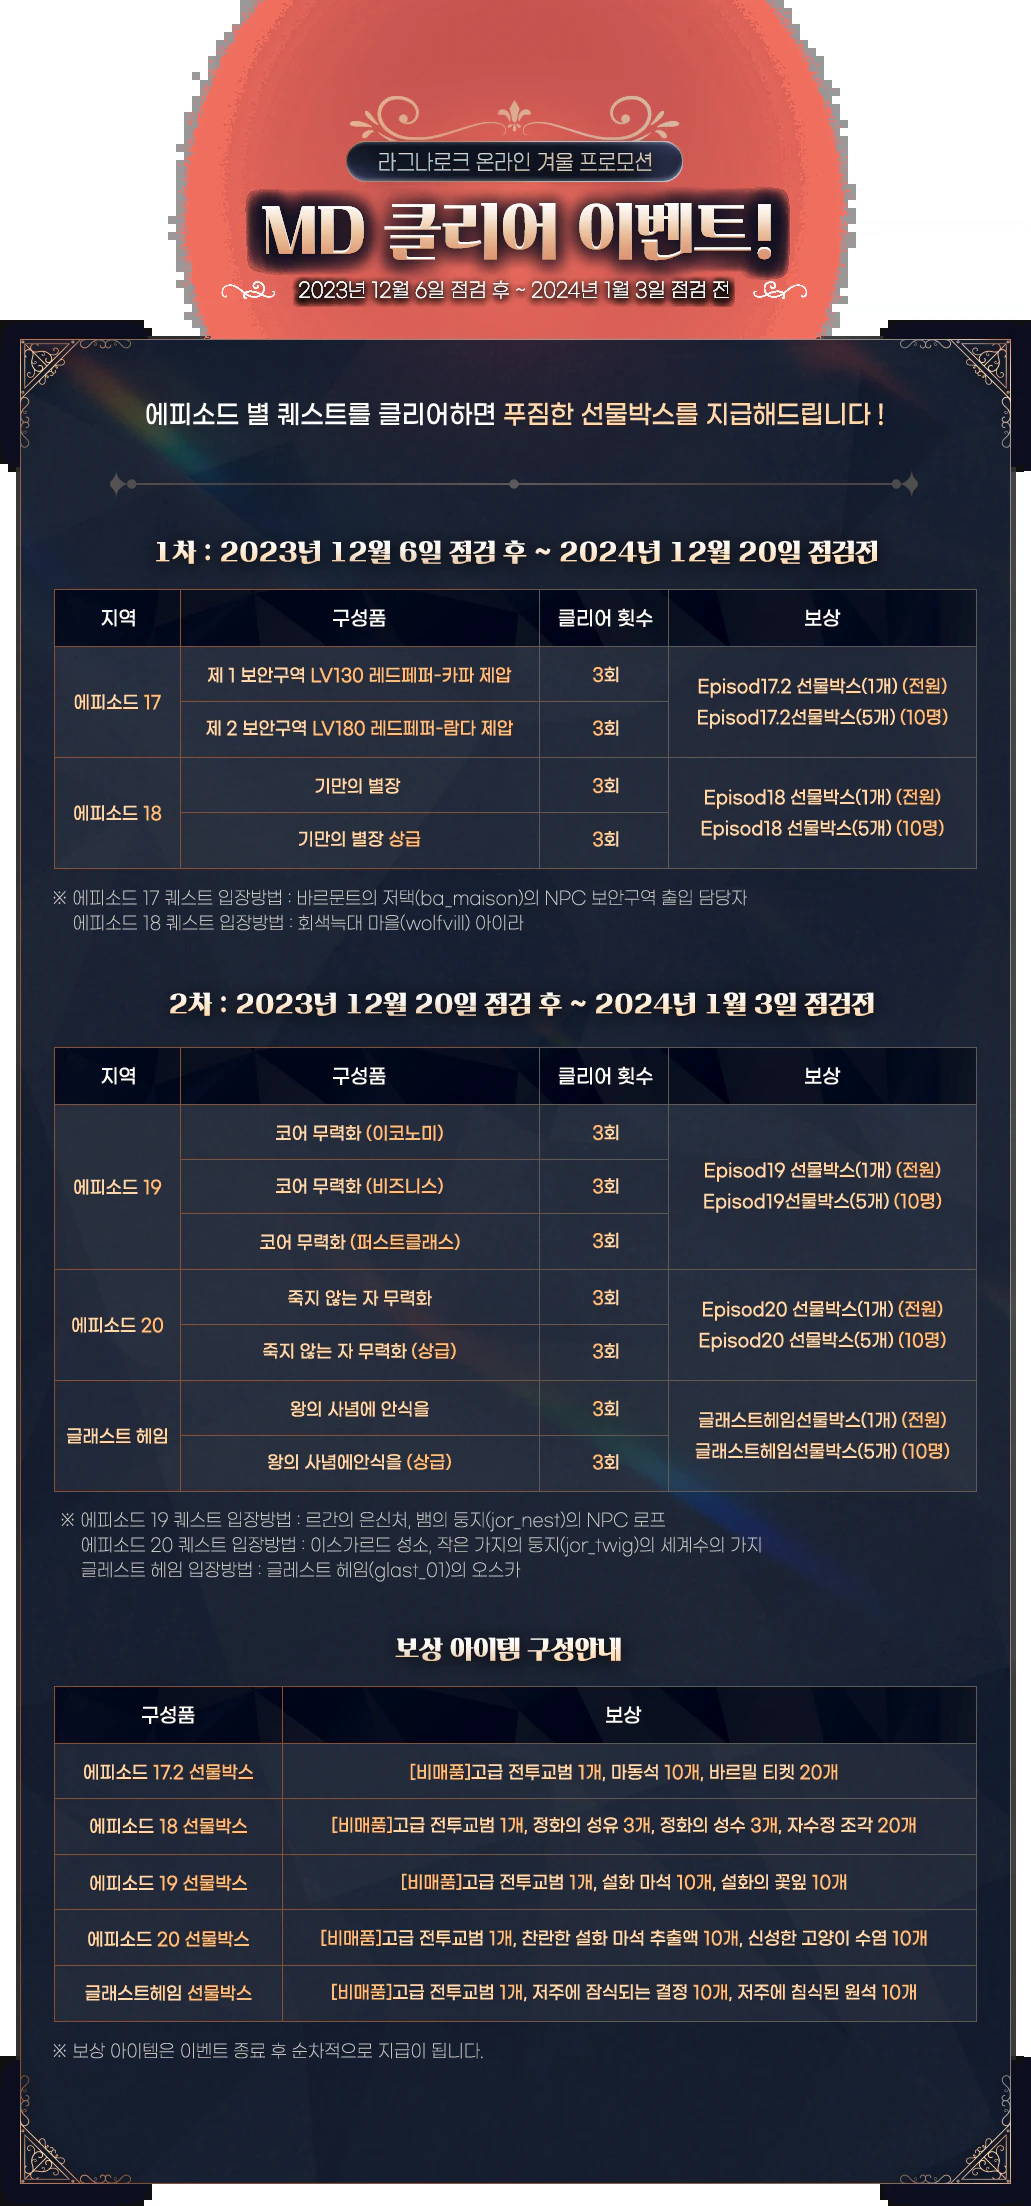 라그나로크 온라인 겨울 프로모션
MD 클리어 이벤트!
2023년 12월 6일 점검 후 ~ 2024년 1월 3일 점검 전
에피소드 별 퀘스트를 클리어하면 푸짐한 선물박스를 지급해드립니다 !
1차 : 2023년 12월 6일 점검 후 ~ 2024년 12월 20일 점검전
지역 구성품 클리어 횟수 보상
에피소드 17
제 1 보안구역 LV130 레드페퍼-카파 제압 3회
제 2 보안구역 LV180 레드페퍼-람다 제압 3회
Episod17.2 선물박스(1개) (전원)
Episod17.2선물박스(5개) (10명)
에피소드 18
기만의 별장 3회
기만의 별장 상급 3회
Episod18 선물박스(1개) (전원)
Episod18 선물박스(5개) (10명)
※ 에피소드 17 퀘스트 입장방법 : 바르문트의 저택(ba_maison)의 NPC 보안구역 출입 담당자
에피소드 18 퀘스트 입장방법 : 회색늑대 마을(wolfvill) 아이라
2차 : 2023년 12월 20일 점검 후 ~ 2024년 1월 3일 점검전
지역 구성품 클리어 횟수 보상
에피소드 19
코어 무력화 (이코노미) 3회
코어 무력화 (비즈니스) 3회
코어 무력화 (퍼스트클래스) 3회
Episod19 선물박스(1개) (전원)
Episod19선물박스(5개) (10명)
에피소드 20
죽지 않는 자 무력화 3회
죽지 않는 자 무력화 (상급) 3회
Episod20 선물박스(1개) (전원)
Episod20 선물박스(5개) (10명)
글래스트 헤임
왕의 사념에 안식을 3회
왕의 사념에안식을 (상급) 3회
글래스트헤임선물박스(1개) (전원)
글래스트헤임선물박스(5개) (10명)
※ 에피소드 19 퀘스트 입장방법 : 르간의 은신처, 뱀의 둥지(jor_nest)의 NPC 로프
에피소드 20 퀘스트 입장방법 : 이스가르드 성소, 작은 가지의 둥지(jor_twig)의 세계수의 가지
글레스트 헤임 입장방법 : 글레스트 헤임(glast_01)의 오스카
보상 아이템 구성안내
구성품 보상
에피소드 17.2 선물박스 [비매품]고급 전투교범 1개, 마동석 10개, 바르밀 티켓 20개
에피소드 18 선물박스 [비매품]고급 전투교범 1개, 정화의 성유 3개, 정화의 성수 3개, 자수정 조각 20개
에피소드 19 선물박스 [비매품]고급 전투교범 1개, 설화 마석 10개, 설화의 꽃잎 10개
에피소드 20 선물박스 [비매품]고급 전투교범 1개, 찬란한 설화 마석 추출액 10개, 신성한 고양이 수염 10개
글래스트헤임 선물박스 [비매품]고급 전투교범 1개, 저주에 잠식되는 결정 10개, 저주에 침식된 원석 10개
※ 보상 아이템은 이벤트 종료 후 순차적으로 지급이 됩니다.